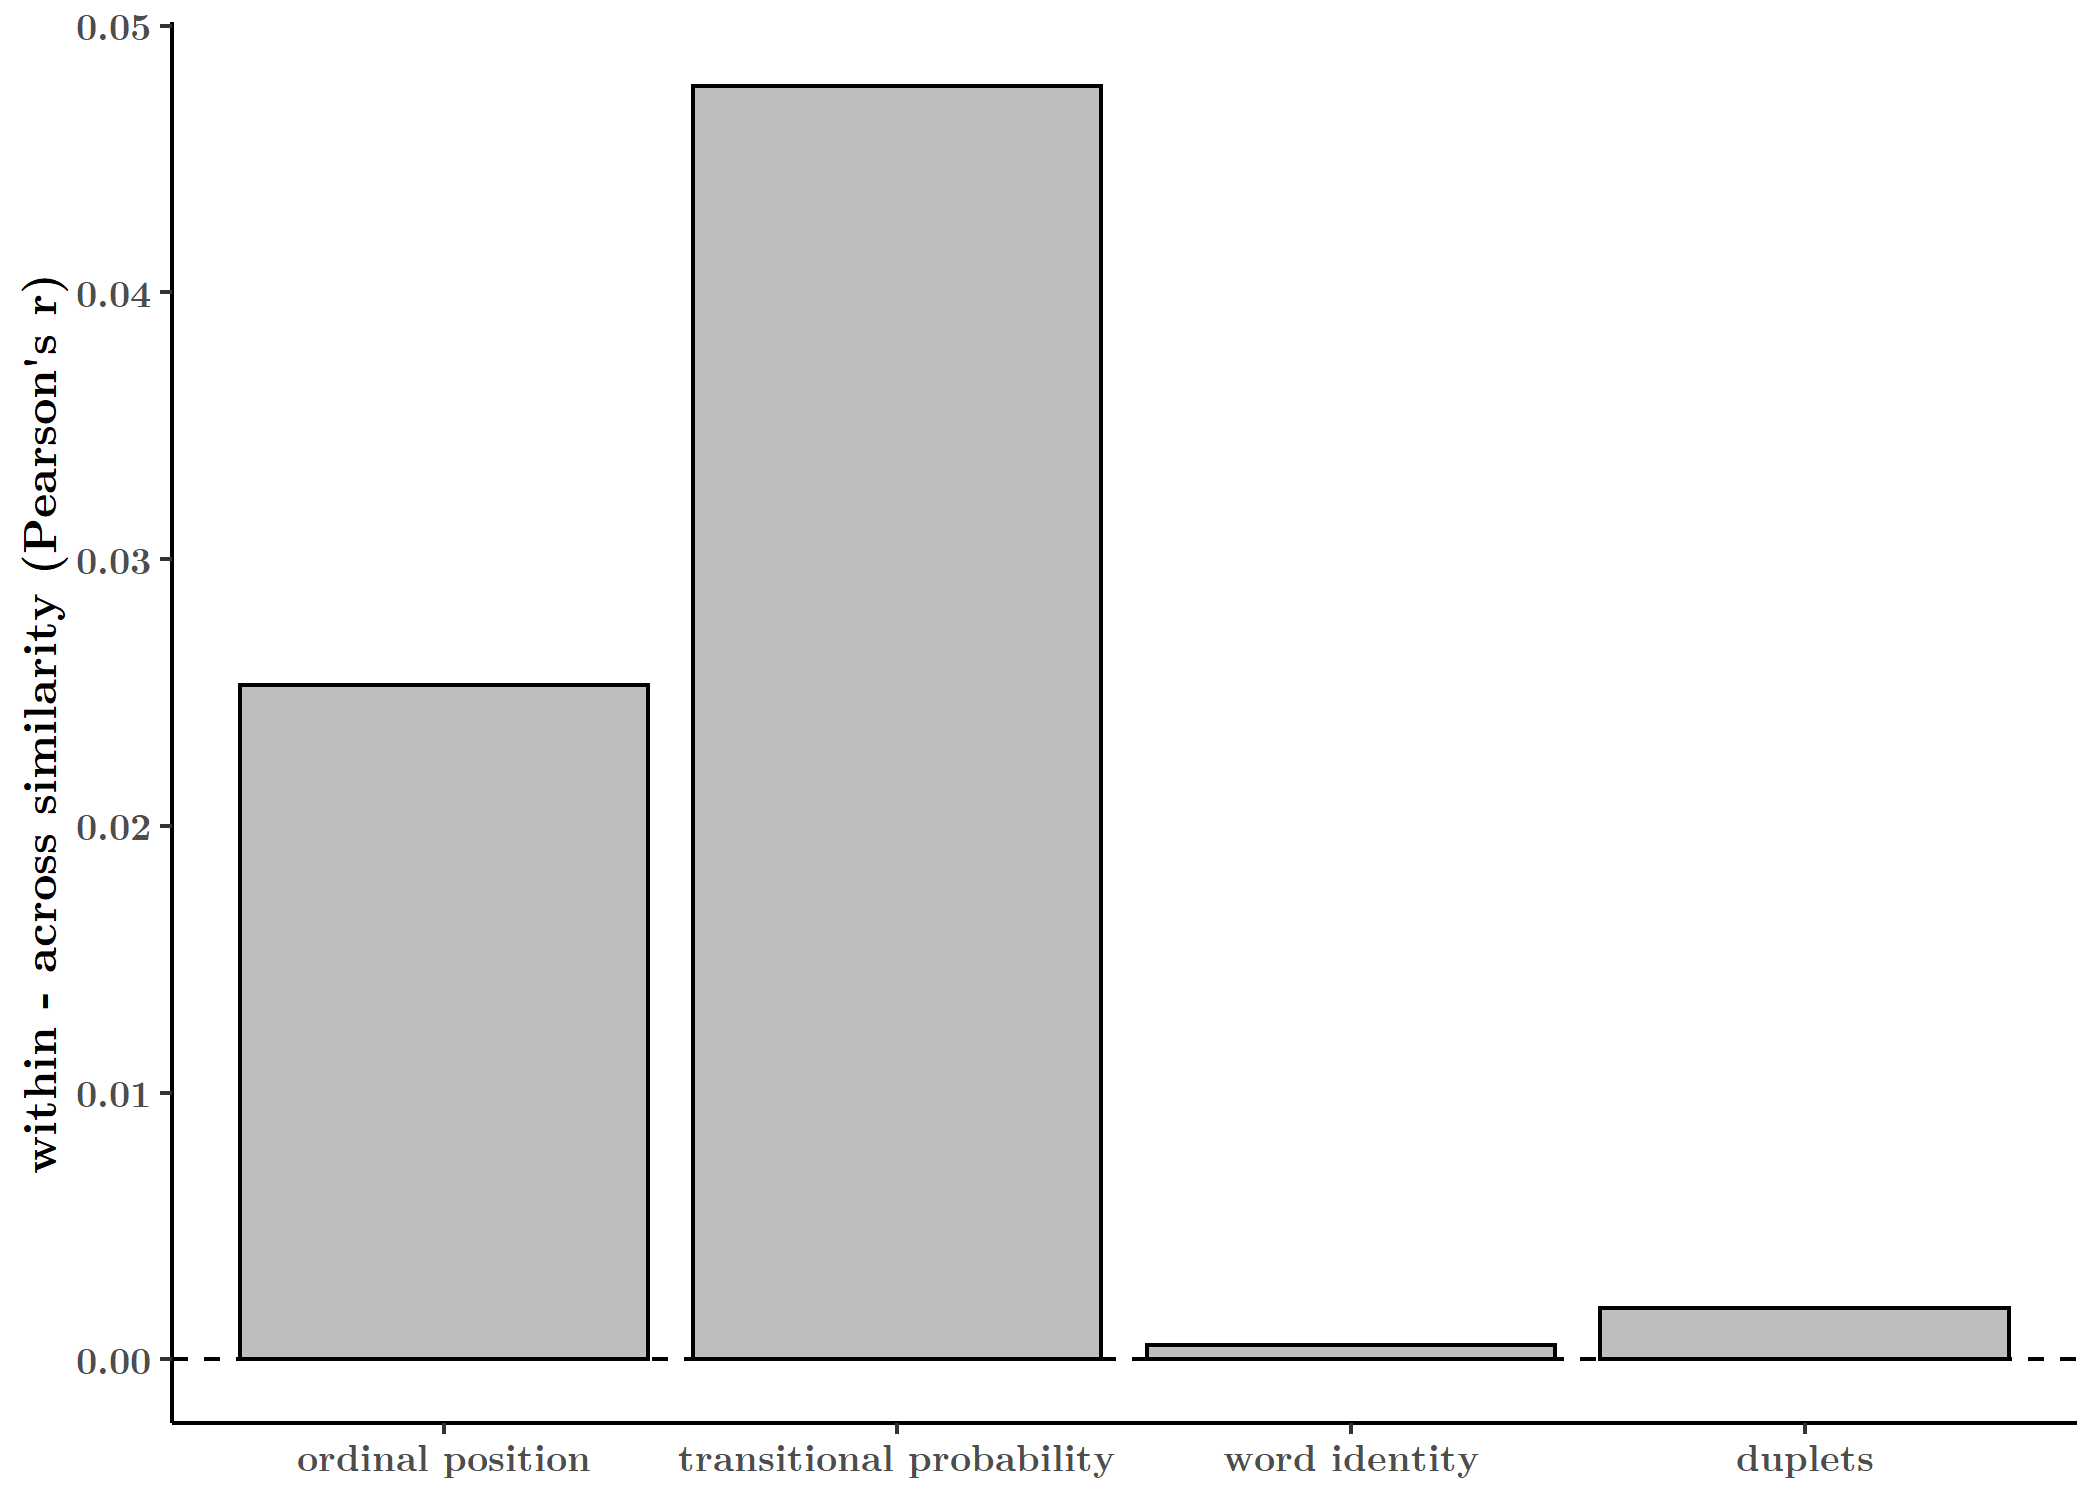 within - across similarity (Pearson's r)
0.05
0.04
0.03
0.02
0.01
0.00
ordinal position
transitional probability
word identity
duplets